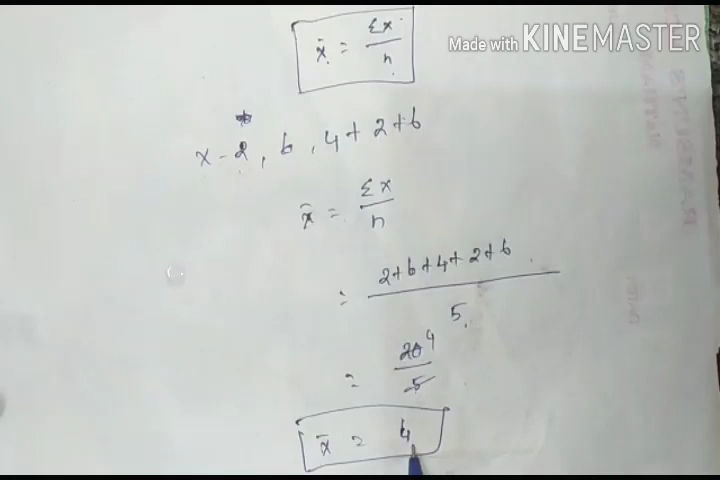 x̄ = Σx / n
Made with KINEMASTER
x - 2, 6, 4 + 2 + 6
x̄ = Σx / n
= 2+6+4+2+6 / 5
= 20 4 / 5
x̄ = 4